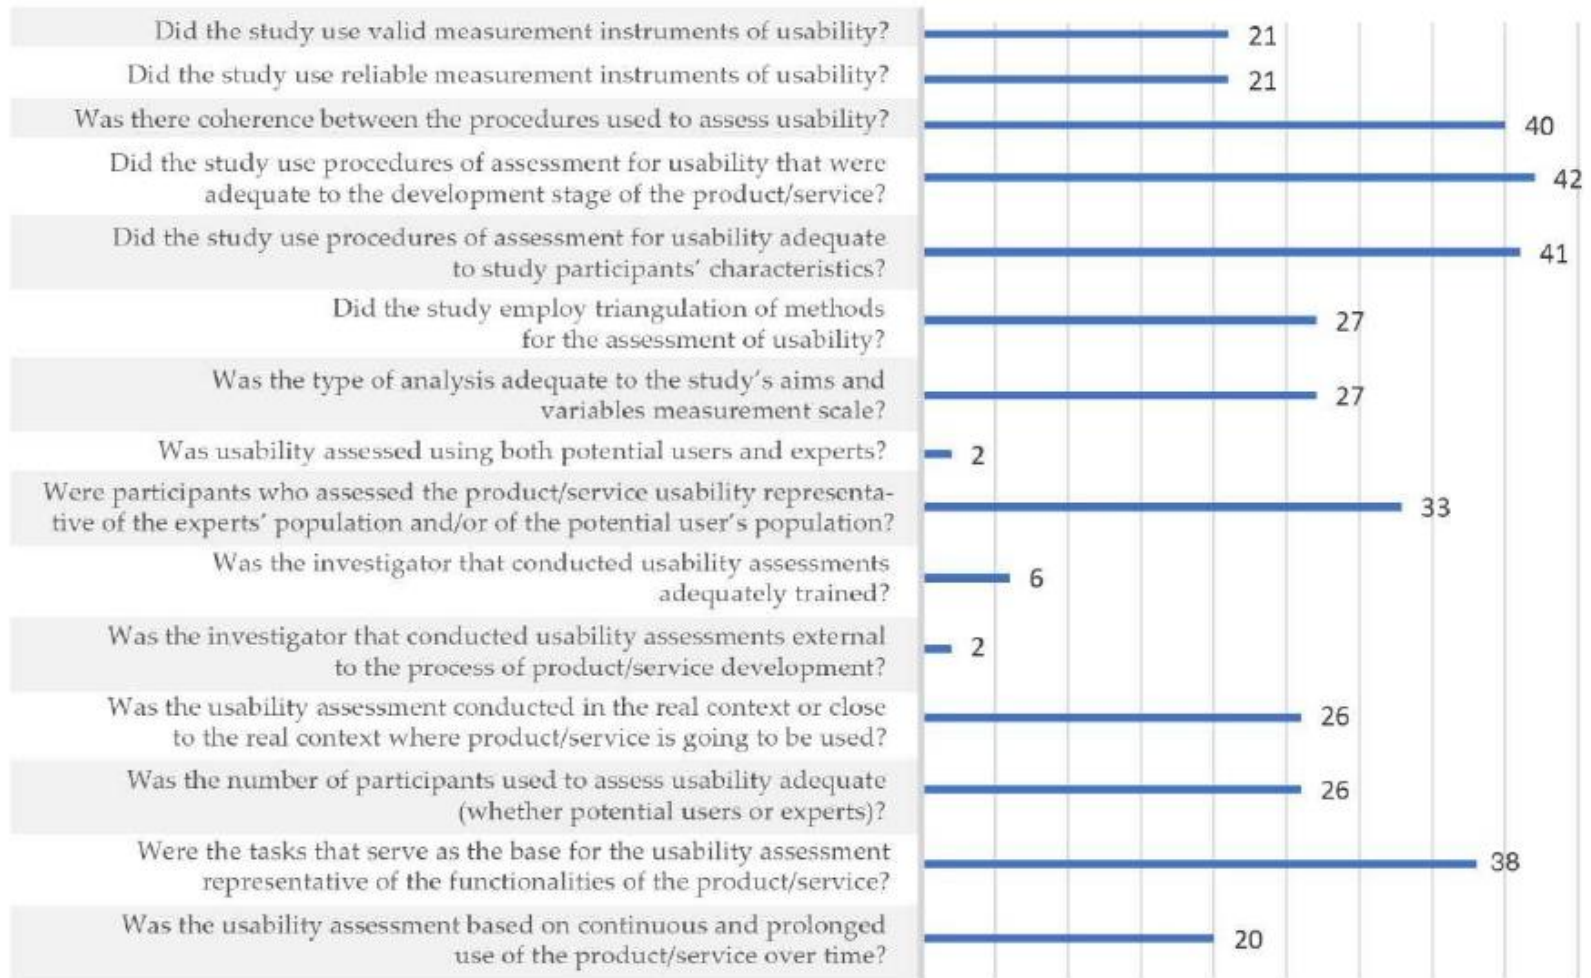 Did the study use valid measurement instruments of usability?
21
Did the study use reliable measurement instruments of usability?
21
Was there coherence between the procedures used to assess usability?
40
Did the study use procedures of assessment for usability that were
adequate to the development stage of the product/service?
42
Did the study use procedures of assessment for usability adequate
to study participants' characteristics?
41
Did the study employ triangulation of methods
for the assessment of usability?
27
Was the type of analysis adequate to the study's aims and
variables measurement scale?
27
Was usability assessed using both potential users and experts?
2
Were participants who assessed the product/service usability representa-
tive of the experts' population and/or of the potential user's population?
33
Was the investigator that conducted usability assessments
adequately trained?
6
Was the investigator that conducted usability assessments external
to the process of product/service development?
2
Was the usability assessment conducted in the real context or close
to the real context where product/service is going to be used?
26
Was the number of participants used to assess usability adequate
(whether potential users or experts)?
26
Were the tasks that serve as the base for the usability assessment
representative of the functionalities of the product/service?
38
Was the usability assessment based on continuous and prolonged
use of the product/service over time?
20